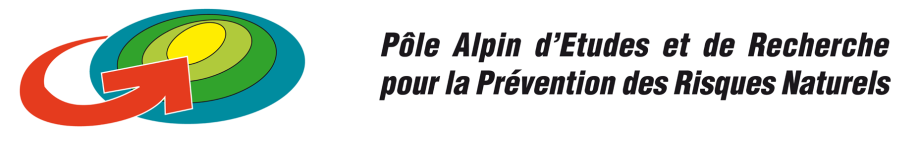 Pôle Alpin d'Etudes et de Recherche
pour la Prévention des Risques Naturels